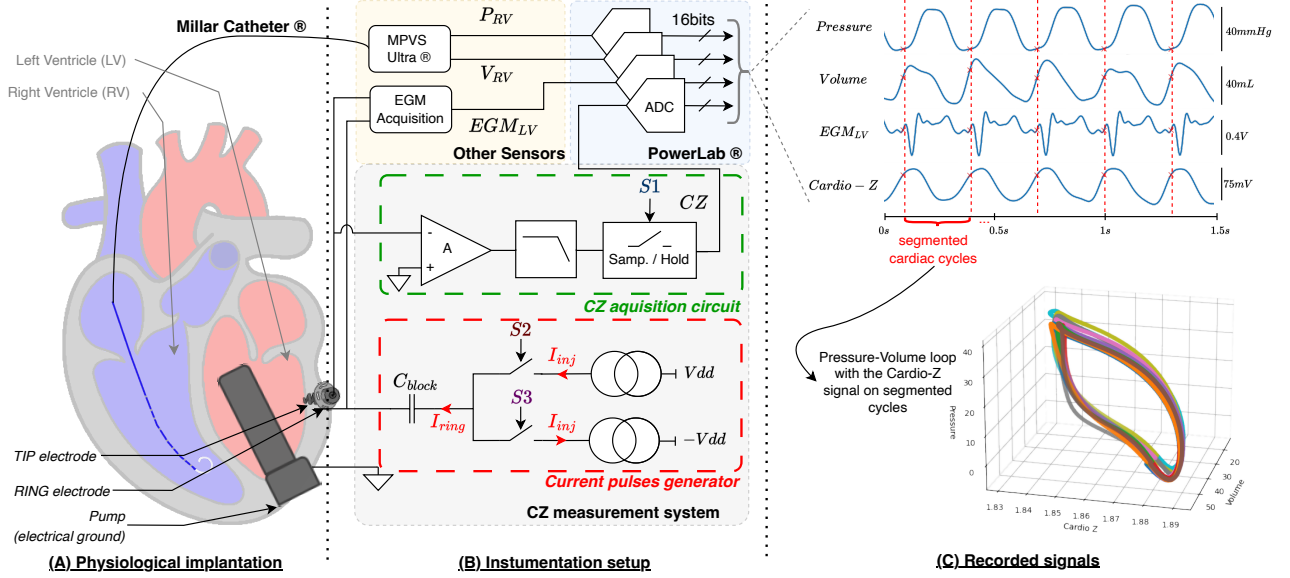 Millar Catheter ®
Left Ventricle (LV)
Right Ventricle (RV)
TIP electrode
RING electrode
Pump
(electrical ground)
(A) Physiological implantation
MPVS
Ultra ®
P_RV
V_RV
EGM
Acquisition
EGM_LV
Other Sensors
16bits
ADC
PowerLab ®
S1
CZ
-
A
+
Samp. / Hold
CZ aquisition circuit
S2
I_inj
Vdd
C_block
S3
I_ring
I_inj
−Vdd
Current pulses generator
CZ measurement system
(B) Instumentation setup
Pressure
40mmHg
Volume
40mL
EGM_LV
0.4V
Cardio − Z
75mV
0s
0.5s
1s
1.5s
...
segmented
cardiac cycles
Pressure-Volume loop
with the Cardio-Z
signal on segmented
cycles
40
30
20
10
0
Pressure
1.83 1.84 1.85 1.86 1.87 1.88 1.89
Cardio Z
20
30
40
50
Volume
(C) Recorded signals